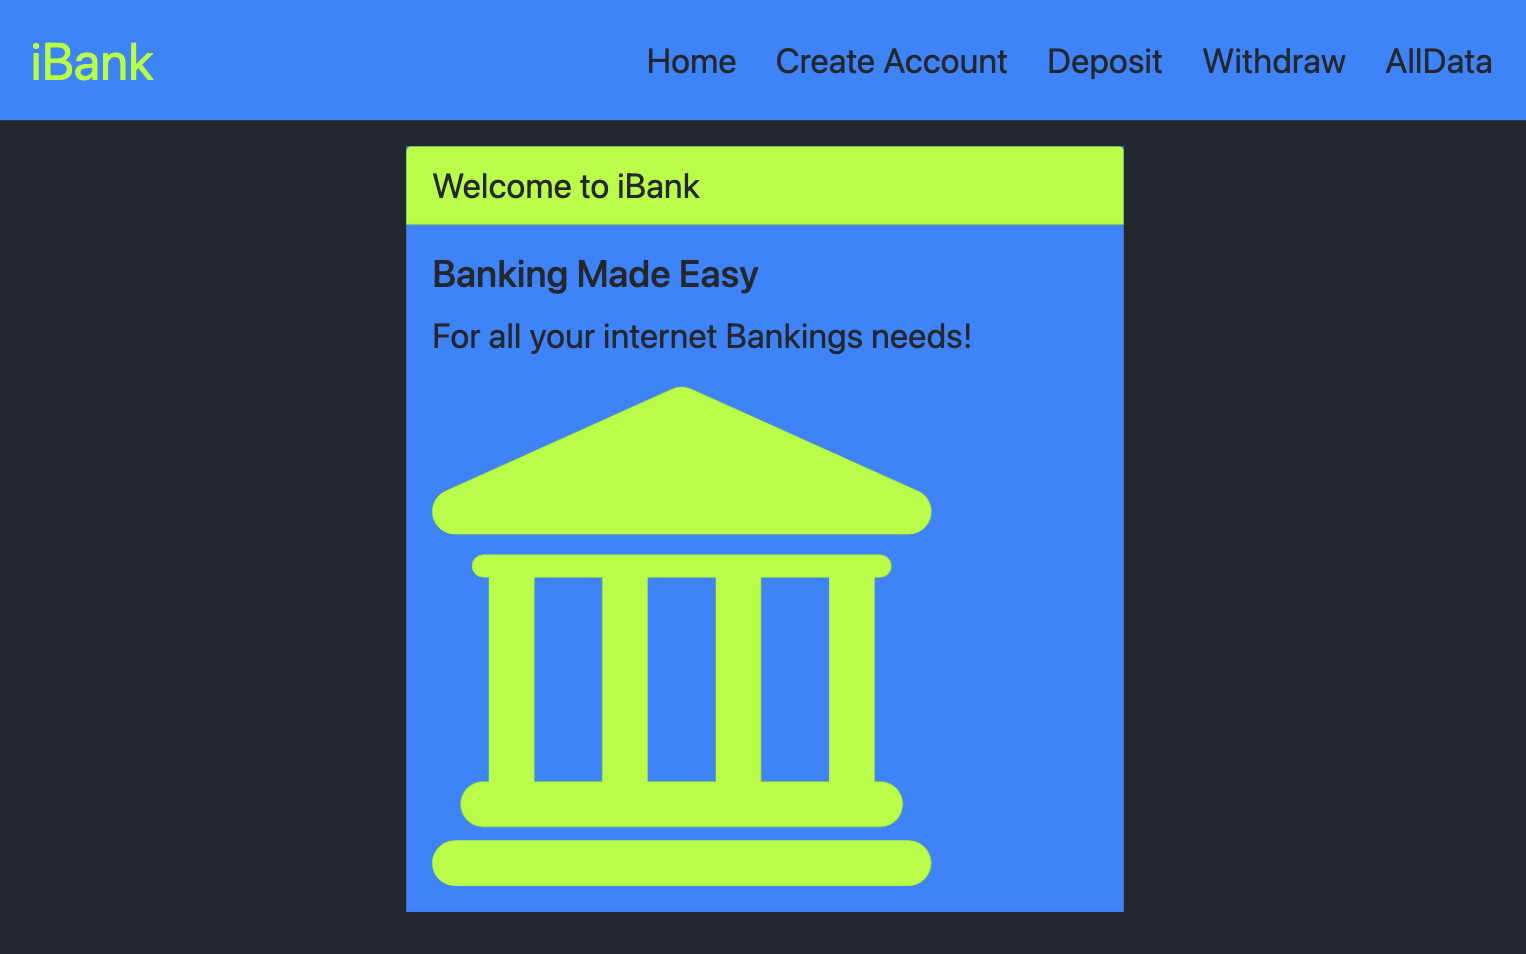 iBank
Home Create Account Deposit Withdraw AllData
Welcome to iBank
Banking Made Easy
For all your internet Bankings needs!